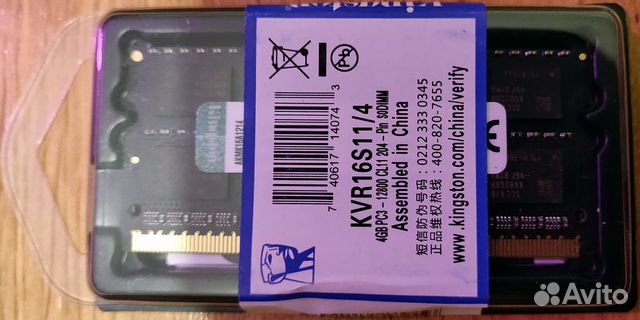 Kingston
7 40617 14074 3
KVR16S11/4
4GB PC3-12800 CL11 204-Pin SODIMM
Assembled in China
短信防伪号码：0212 333 0345
正品维权热线：400-820-7655
www.kingston.com/china/verify
Pb
AKMK16A1214
Avito